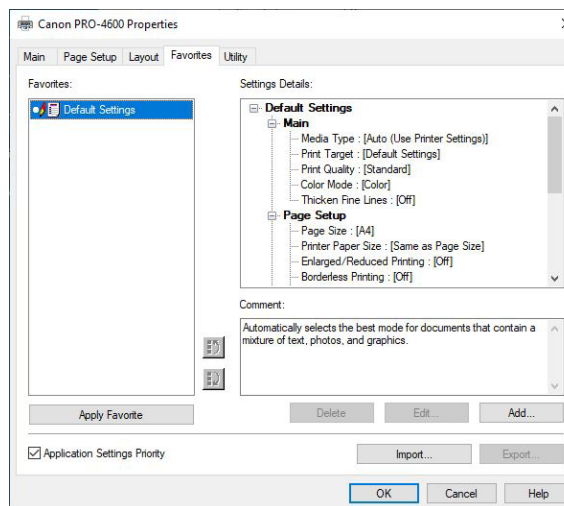 Canon PRO-4600 Properties
Main Page Setup Layout Favorites Utility
Favorites:
Default Settings
Apply Favorite
Application Settings Priority
Settings Details:
Default Settings
Main
Media Type : [Auto (Use Printer Settings)]
Print Target : [Default Settings]
Print Quality : [Standard]
Color Mode : [Color]
Thicken Fine Lines : [Off]
Page Setup
Page Size : [A4]
Printer Paper Size : [Same as Page Size]
Enlarged/Reduced Printing : [Off]
Borderless Printing : [Off]
Comment:
Automatically selects the best mode for documents that contain a
mixture of text, photos, and graphics.
Delete Edit... Add...
Import... Export...
OK Cancel Help